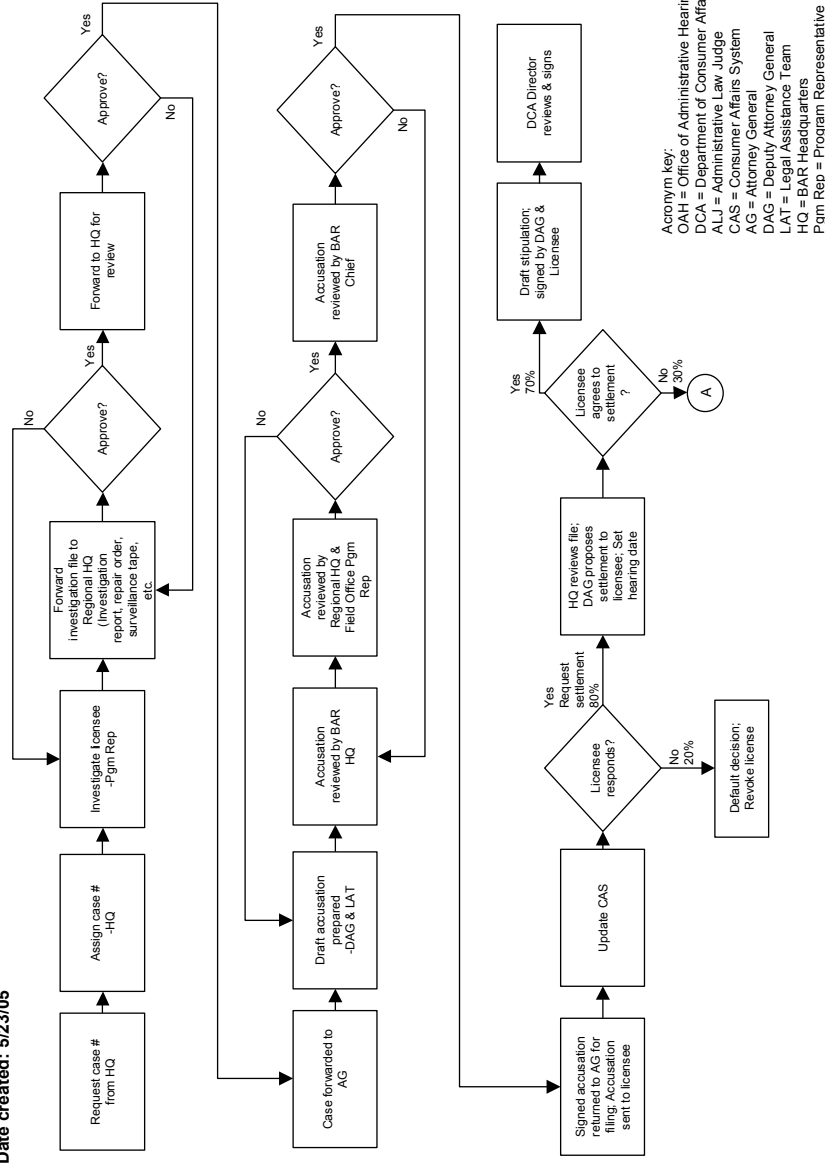 Date created: 5/23/05
Request case #
from HQ
Assign case #
-HQ
Investigate licensee
-Pgm Rep
Forward
investigation file to
Regional HQ
(Investigation
report, repair order,
surveillance tape,
etc.
Approve?
No
Yes
Forward to HQ for
review
Approve?
Yes
No
Case forwarded to
AG
Draft accusation
prepared
-DAG & LAT
Accusation
reviewed by BAR
HQ
Accusation
reviewed by
Regional HQ &
Field Office Pgm
Rep
Approve?
No
Yes
Accusation
reviewed by BAR
Chief
Approve?
Yes
No
Signed accusation
returned to AG for
filing; Accusation
sent to licensee
Update CAS
Licensee
responds?
Yes
Request
settlement
80%
No
20%
Default decision;
Revoke license
HQ reviews file;
DAG proposes
settlement to
licensee; Set
hearing date
Licensee
agrees to
settlement
?
Yes
70%
No
30%
A
Draft stipulation;
signed by DAG &
Licensee
DCA Director
reviews & signs
Acronym key:
OAH = Office of Administrative Hearin
DCA = Department of Consumer Affa
ALJ = Administrative Law Judge
CAS = Consumer Affairs System
AG = Attorney General
DAG = Deputy Attorney General
LAT = Legal Assistance Team
HQ = BAR Headquarters
Pgm Rep = Program Representative